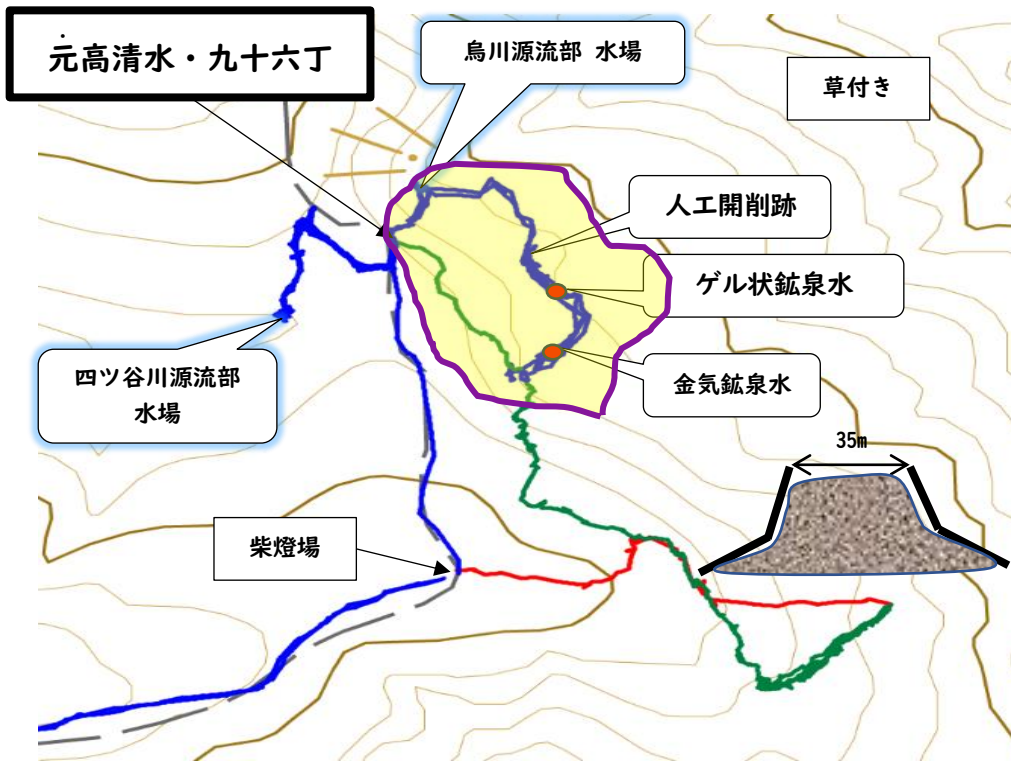 元高清水・九十六丁
烏川源流部 水場
草付き
人工開削跡
ゲル状鉱泉水
四ツ谷川源流部
水場
金気鉱泉水
35m
柴燈場